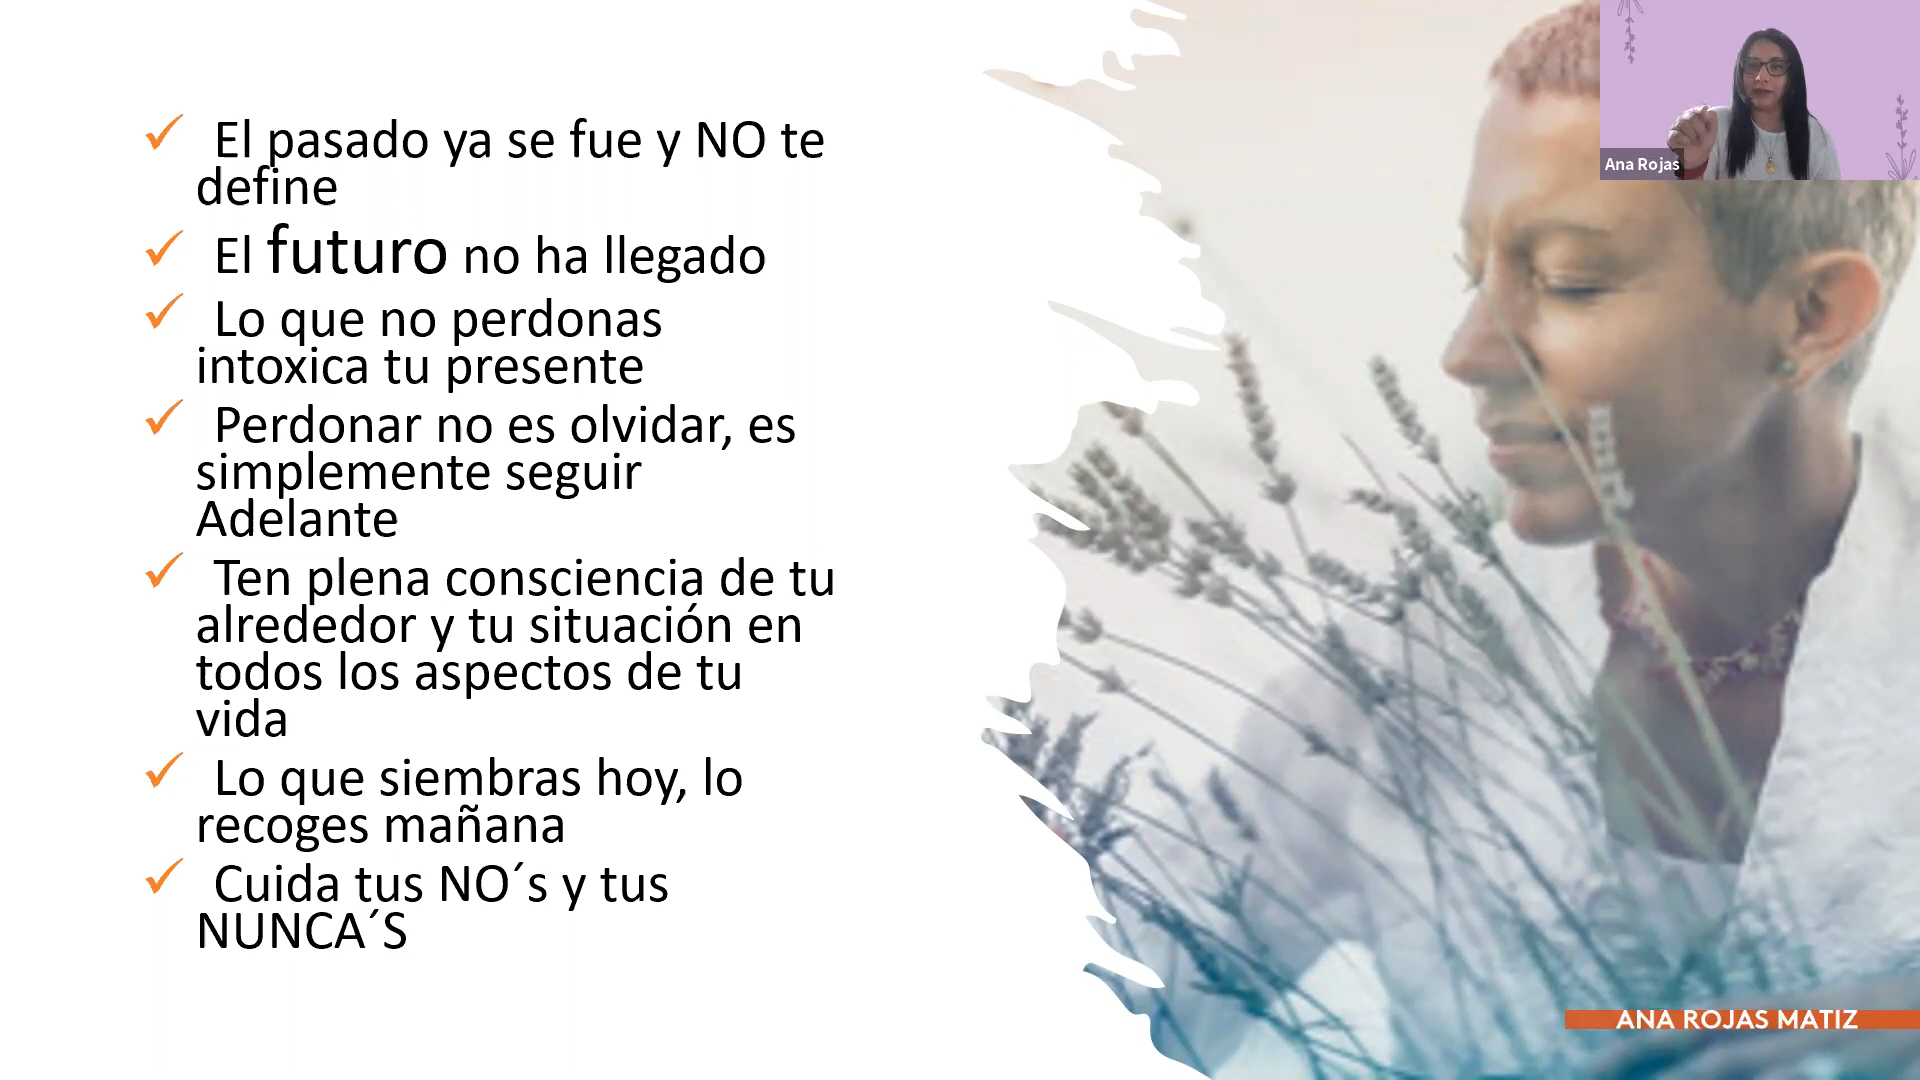 El pasado ya se fue y NO te
define
El futuro no ha llegado
Lo que no perdonas
intoxica tu presente
Perdonar no es olvidar, es
simplemente seguir
Adelante
Ten plena consciencia de tu
alrededor y tu situación en
todos los aspectos de tu
vida
Lo que siembras hoy, lo
recoges mañana
Cuida tus NO´s y tus
NUNCA´S
Ana Rojas
ANA ROJAS MATIZ